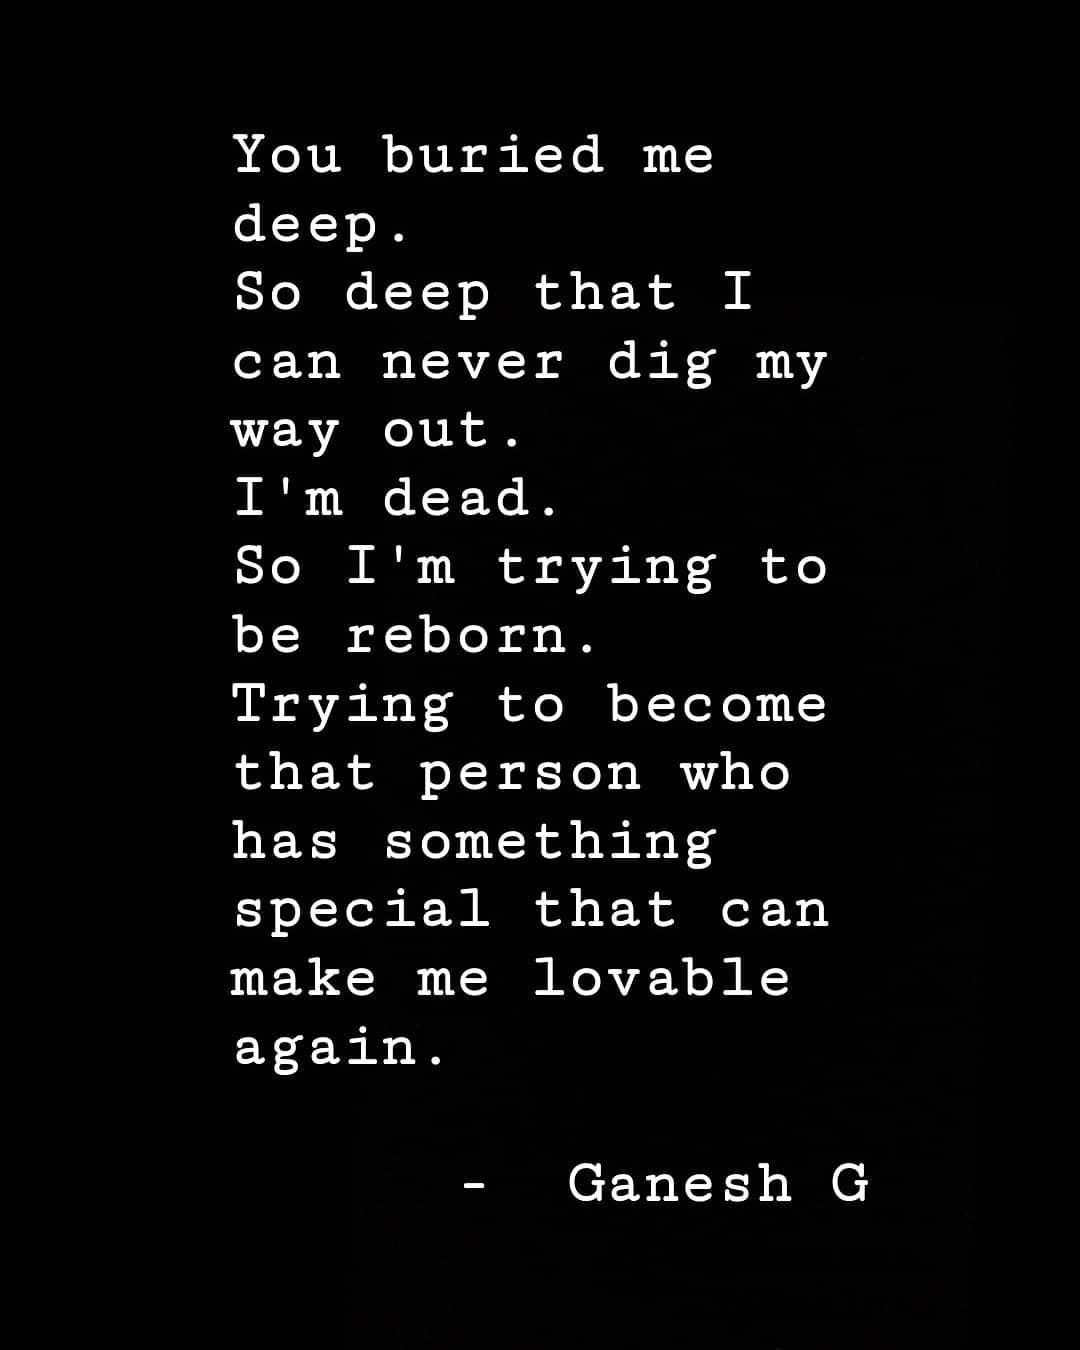 You buried me
deep.
So deep that I
can never dig my
way out.
I'm dead.
So I'm trying to
be reborn.
Trying to become
that person who
has something
special that can
make me lovable
again.
- Ganesh G